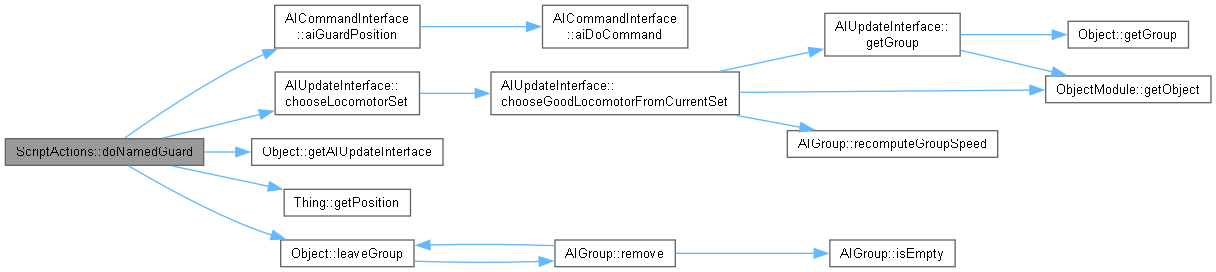 ScriptActions::doNamedGuard
AICommandInterface
::aiGuardPosition
AICommandInterface
::aiDoCommand
AIUpdateInterface::
chooseLocomotorSet
AIUpdateInterface::
chooseGoodLocomotorFromCurrentSet
AIUpdateInterface::
getGroup
Object::getGroup
ObjectModule::getObject
AIGroup::recomputeGroupSpeed
Object::getAIUpdateInterface
Thing::getPosition
Object::leaveGroup
AIGroup::remove
AIGroup::isEmpty